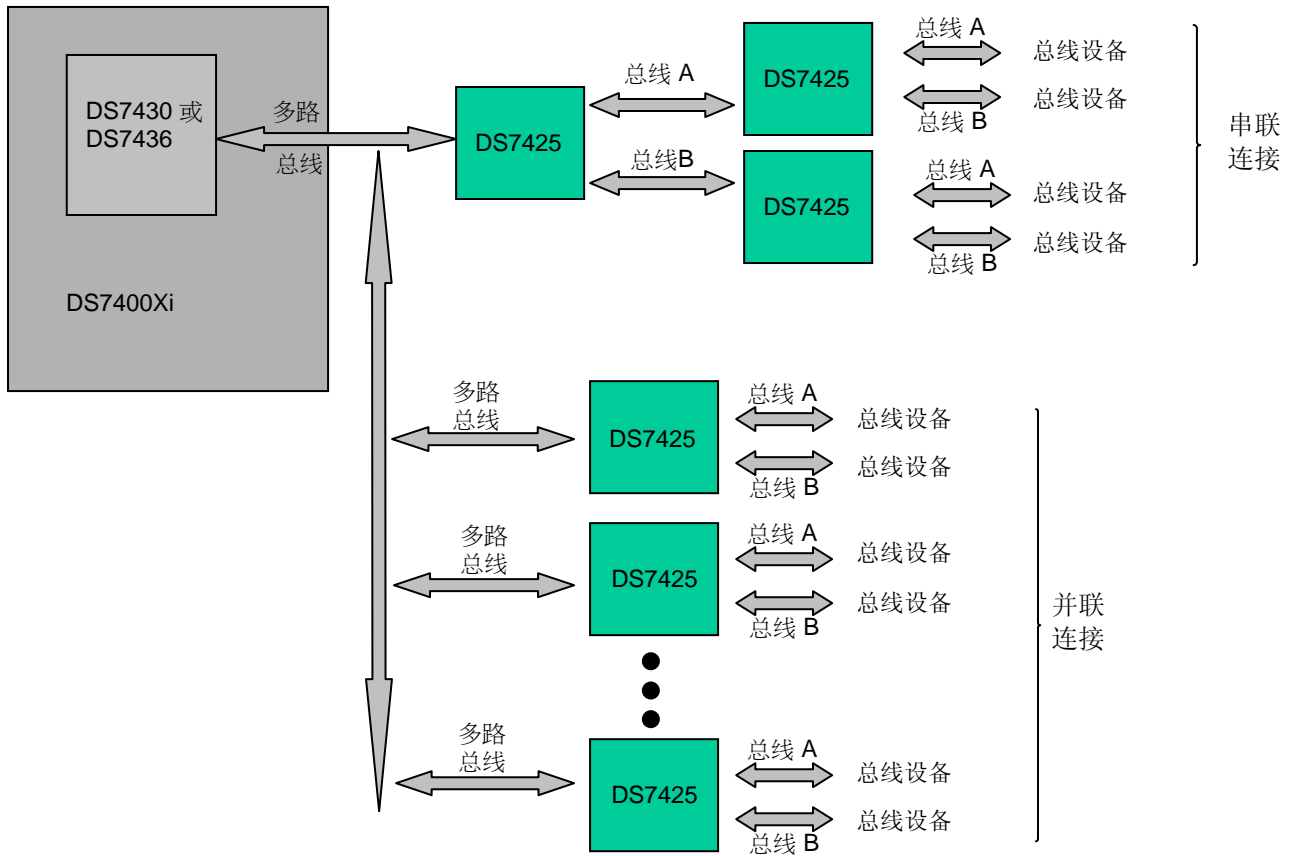 DS7430 或
DS7436
DS7400Xi
多路
总线
DS7425
总线 A
总线B
DS7425
总线 A
总线设备
总线设备
总线 B
DS7425
总线 A
总线设备
总线设备
总线 B
串联
连接
多路
总线
DS7425
总线 A
总线设备
总线设备
总线 B
多路
总线
DS7425
总线 A
总线设备
总线设备
总线 B
多路
总线
DS7425
总线 A
总线设备
总线设备
总线 B
并联
连接